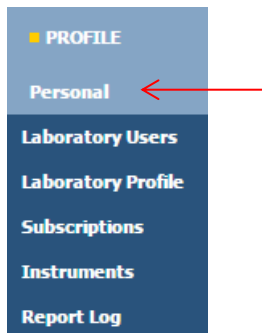 PROFILE
Personal
Laboratory Users
Laboratory Profile
Subscriptions
Instruments
Report Log